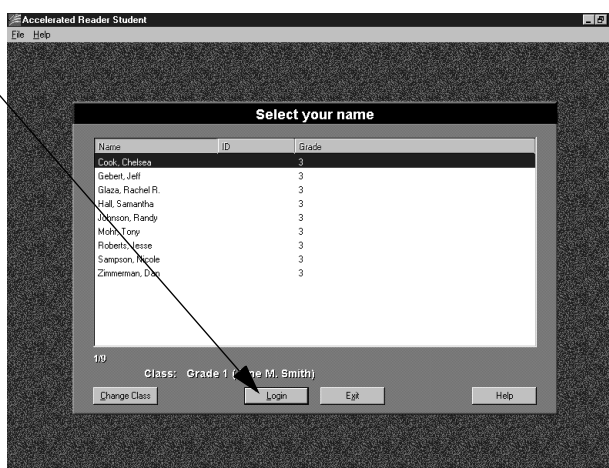 Accelerated Reader Student
File Help
Select your name
Name ID Grade
Cook, Chelsea 3
Gebert, Jeff 3
Glaza, Rachel R. 3
Hall, Samantha 3
Johnson, Randy 3
Mohr, Tony 3
Roberts, Jesse 3
Sampson, Nicole 3
Zimmerman, Dan 3
1/9
Class: Grade 1 ( M. Smith)
Change Class Login Exit Help